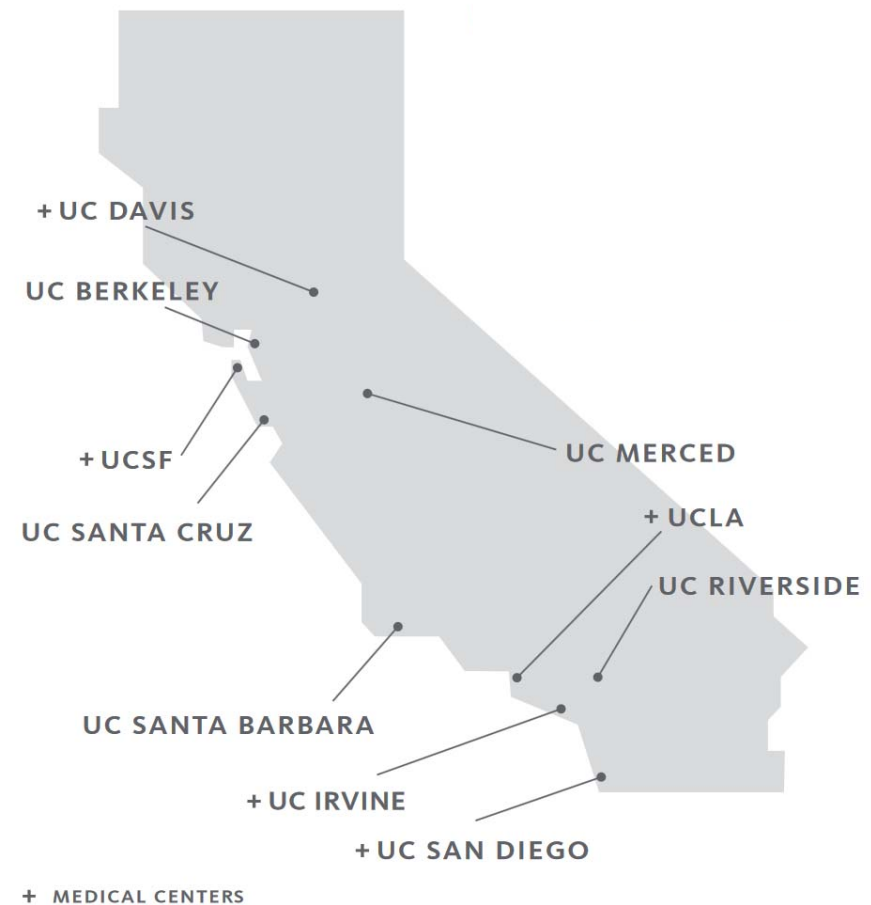 + UC DAVIS
UC BERKELEY
+ UCSF
UC MERCED
+ UCLA
UC SANTA CRUZ
UC RIVERSIDE
UC SANTA BARBARA
+ UC IRVINE
+ UC SAN DIEGO
+ MEDICAL CENTERS